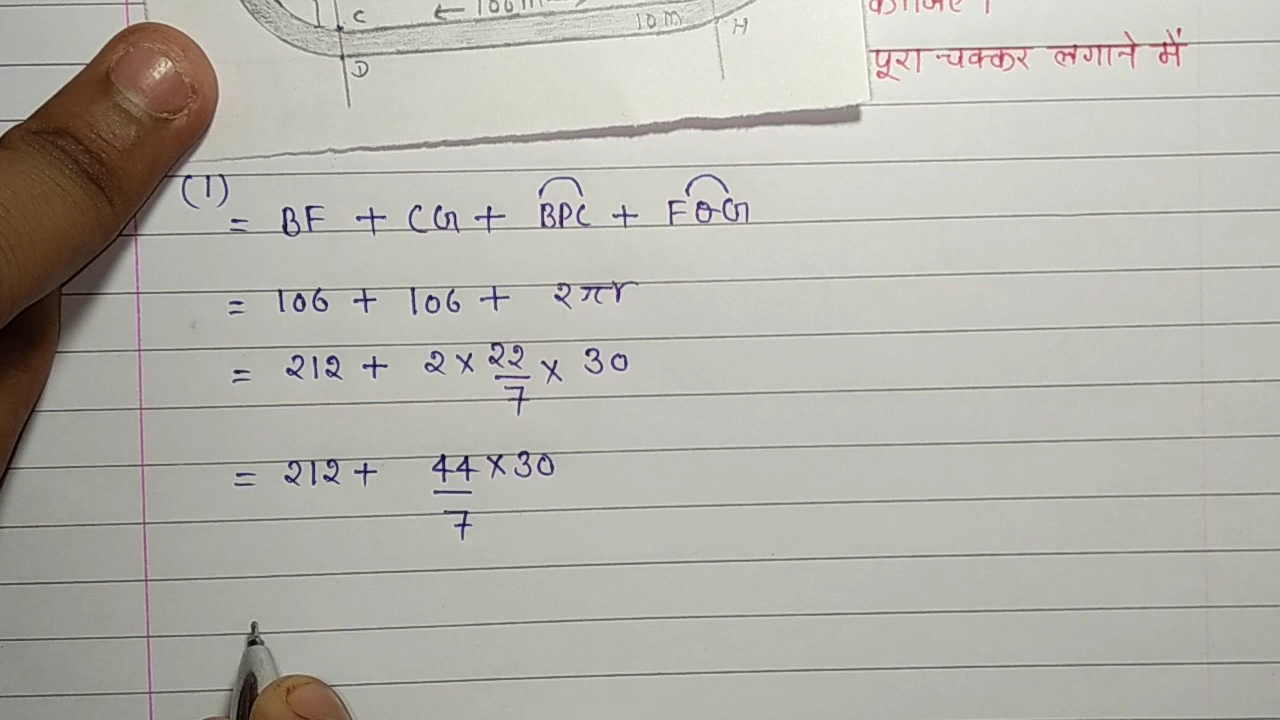 C ← 106m
10m H
पूरा चक्कर लगाने में
D
(1)
= BF + CG + BPC + FQG
= 106 + 106 + 2πr
= 212 + 2 × 22/7 × 30
= 212 + 44/7 × 30